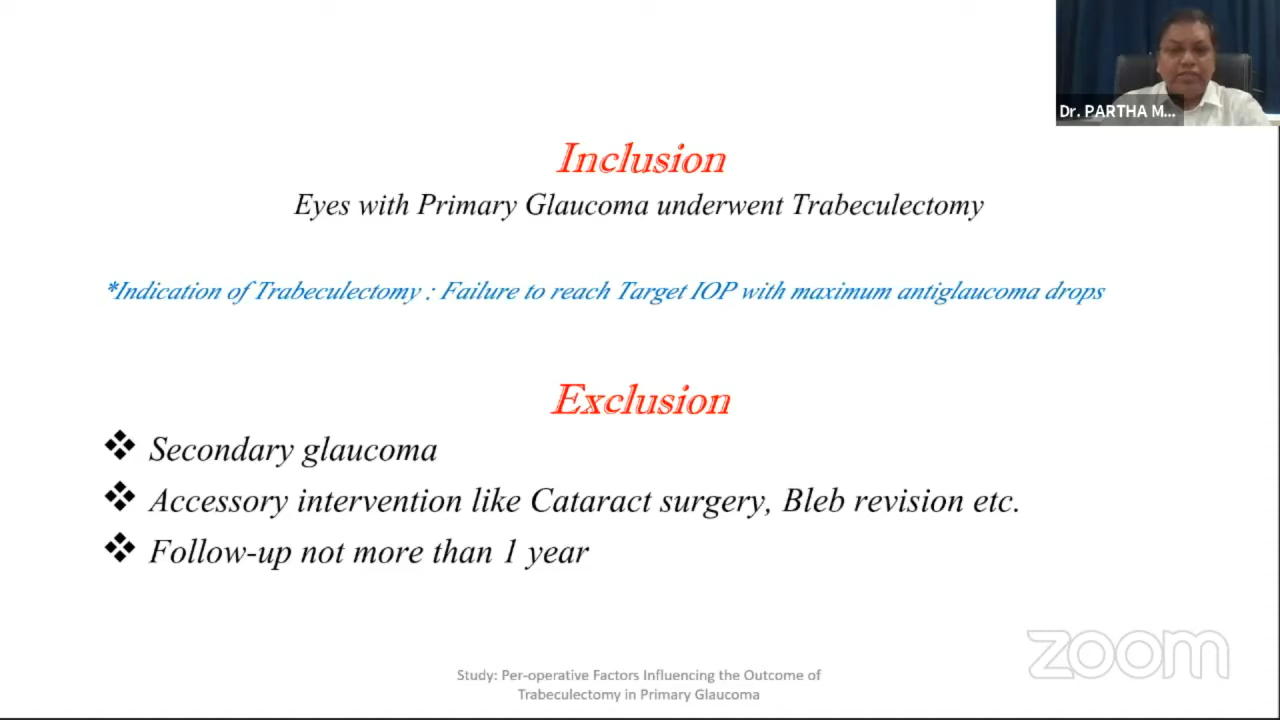 Dr. PARTHA M...
Inclusion
Eyes with Primary Glaucoma underwent Trabeculectomy
*Indication of Trabeculectomy : Failure to reach Target IOP with maximum antiglaucoma drops
Exclusion
❖ Secondary glaucoma
❖ Accessory intervention like Cataract surgery, Bleb revision etc.
❖ Follow-up not more than 1 year
zoom
Study: Per-operative Factors Influencing the Outcome of
Trabeculectomy in Primary Glaucoma